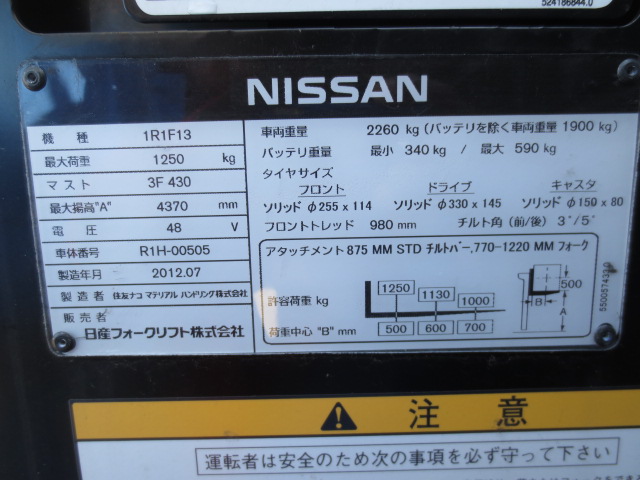 524186844.0
NISSAN
機種 1R1F13
最大荷重 1250 kg
マスト 3F 430
最大揚高"A" 4370 mm
電圧 48 V
車体番号 R1H-00505
製造年月 2012.07
製造者 住友ナコ マテリアル ハンドリング株式会社
販売者
日産フォークリフト株式会社
車両重量 2260 kg (バッテリを除く車両重量 1900 kg)
バッテリ重量 最小 340 kg / 最大 590 kg
タイヤサイズ
フロント ドライブ キャスタ
ソリッド φ255 x 114 ソリッド φ330 x 145 ソリッド φ150 x 80
フロントトレッド 980 mm チルト角 (前/後) 3°/5°
アタッチメント 875 MM STD チルトバー,770-1220 MM フォーク
1250 1130 1000
許容荷重 kg
荷重中心 "B" mm
500 600 700
500
B
A
注意
運転者は安全のため次の事項を必ず守って下さい